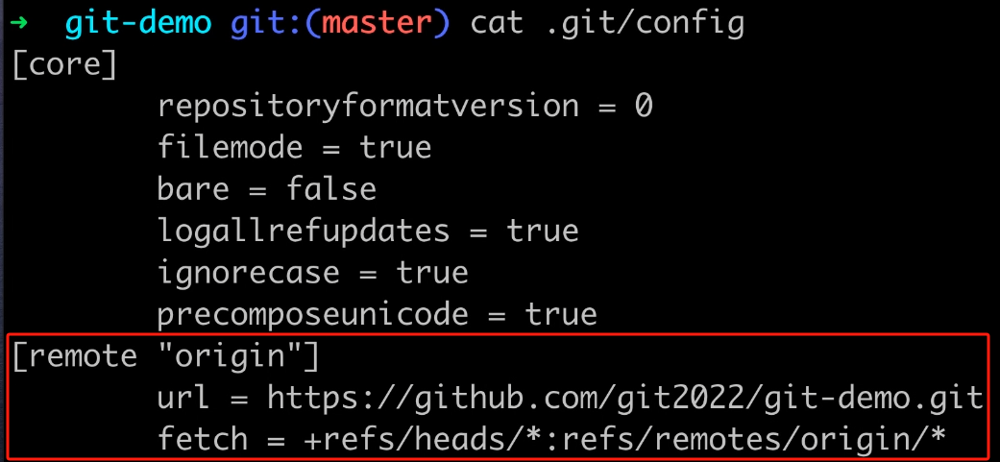 ➜  git-demo git:(master) cat .git/config
[core]
        repositoryformatversion = 0
        filemode = true
        bare = false
        logallrefupdates = true
        ignorecase = true
        precomposeunicode = true
[remote "origin"]
        url = https://github.com/git2022/git-demo.git
        fetch = +refs/heads/*:refs/remotes/origin/*